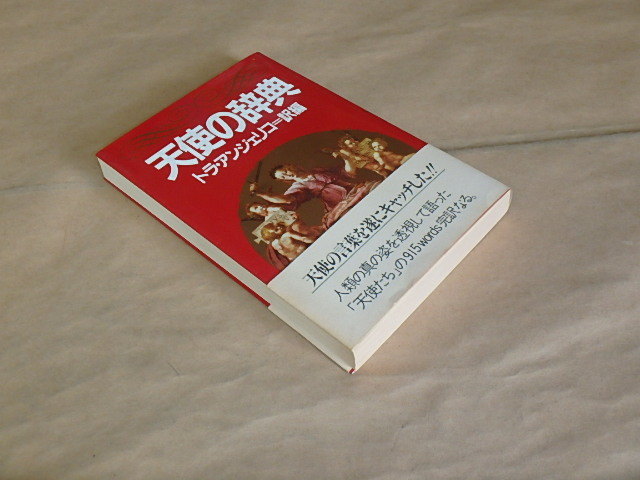 天使の辞典
トラ・アンジェリコ=訳編
天使の言葉を遂にキャッチした!!
人類の真の姿を透視して語った
「天使たち」の915words完訳なる。